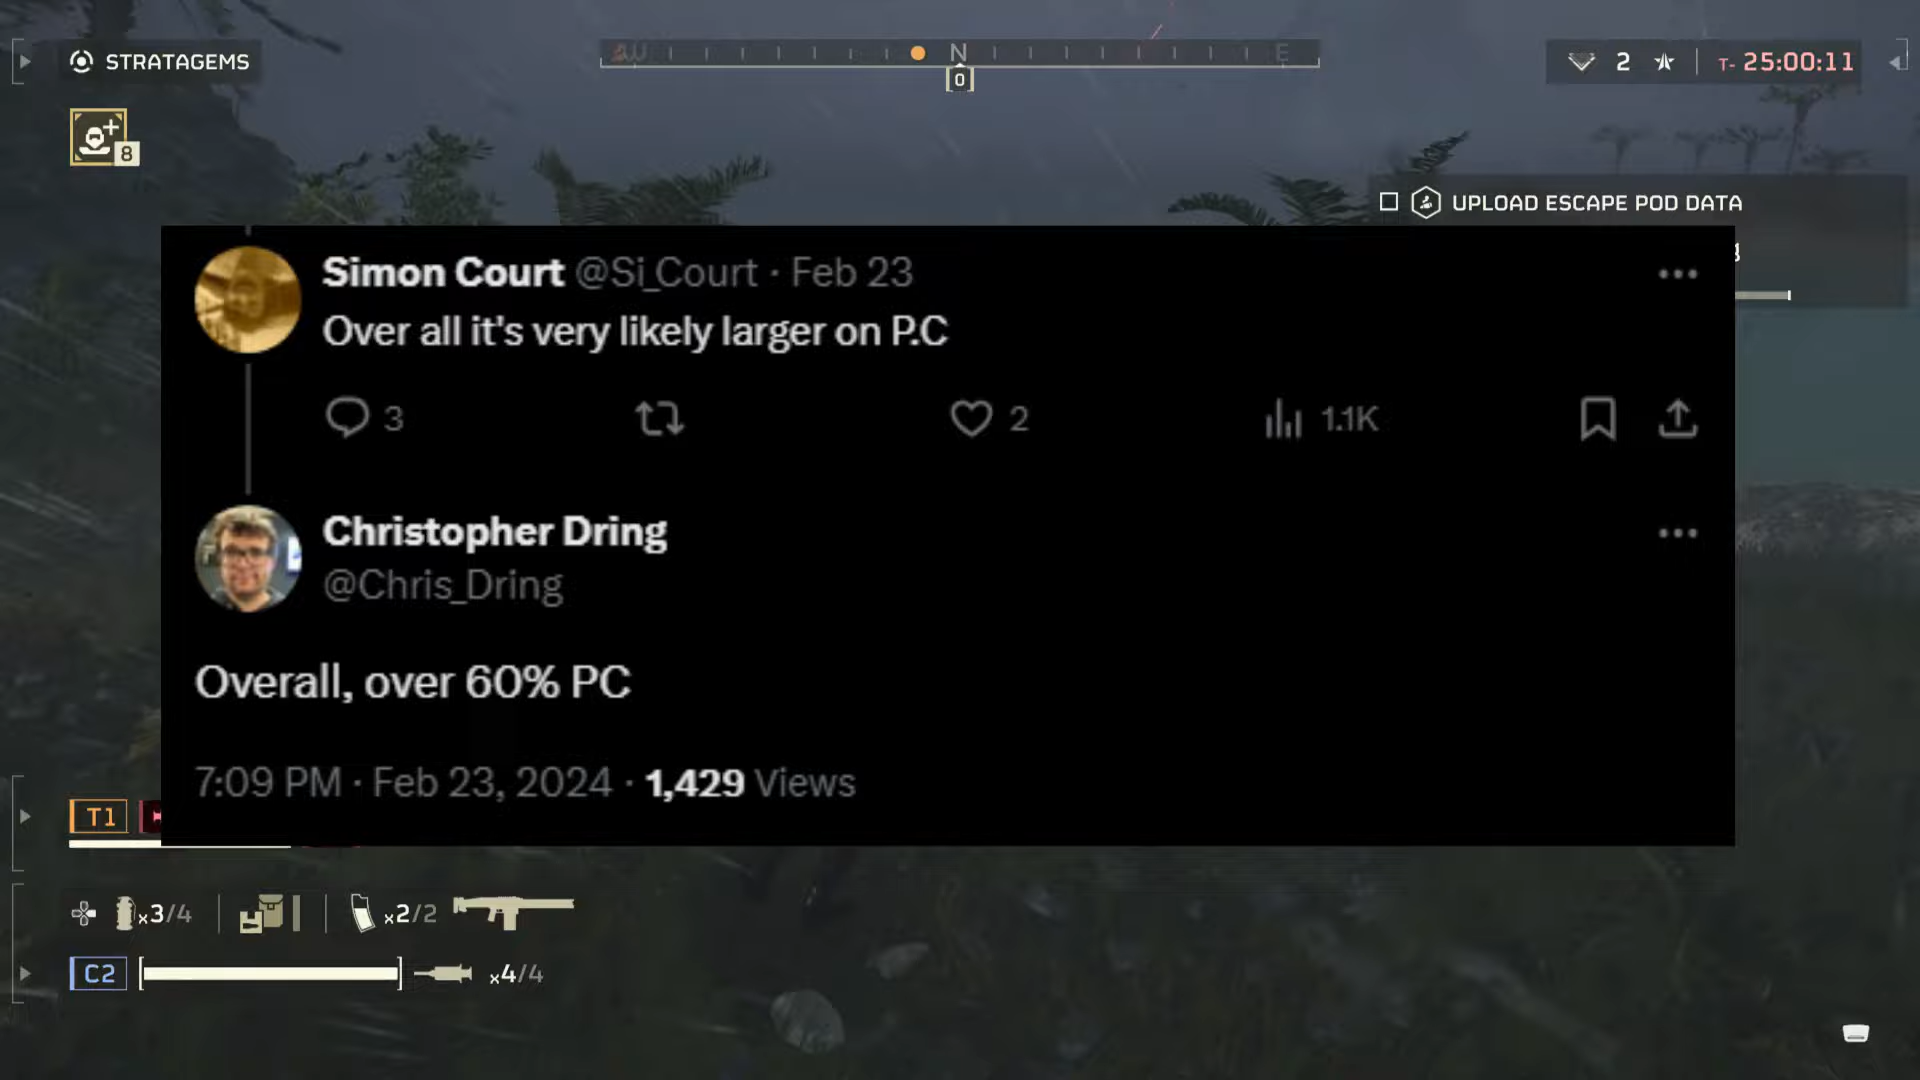 STRATAGEMS
N
E
0
2
T- 25:00:11
8
UPLOAD ESCAPE POD DATA
Simon Court @Si_Court · Feb 23
Over all it's very likely larger on P.C
3
2
1.1K
Christopher Dring
@Chris_Dring
Overall, over 60% PC
7:09 PM · Feb 23, 2024 · 1,429 Views
T1
x3/4
x2/2
C2
x4/4